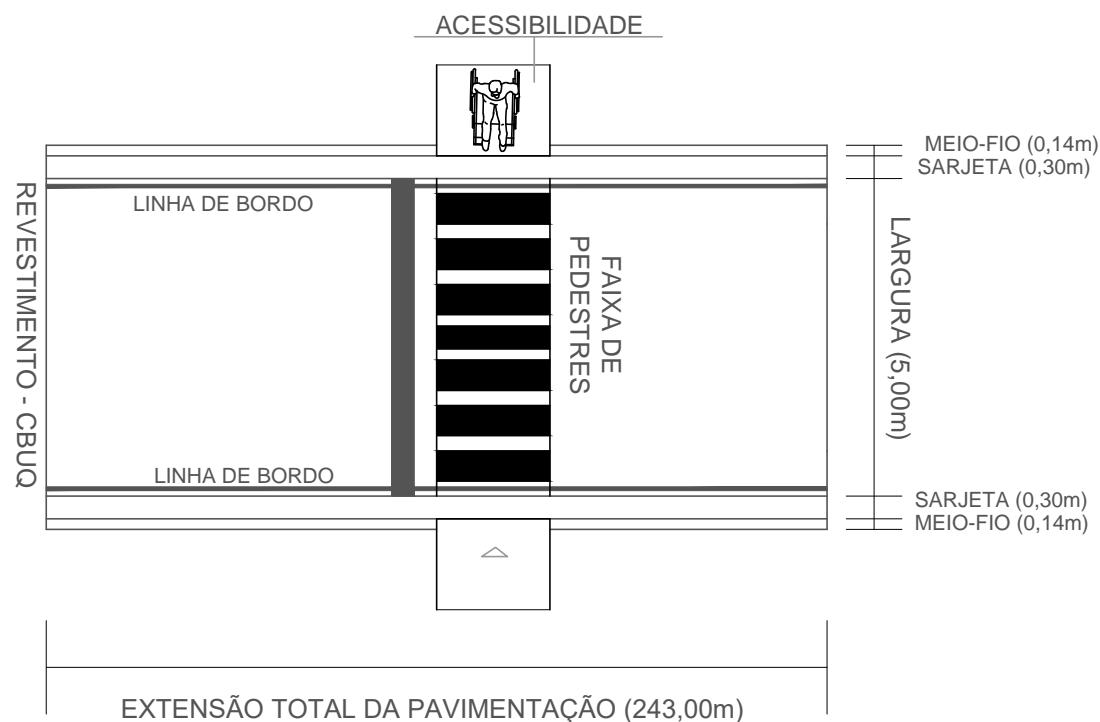 ACESSIBILIDADE
MEIO-FIO (0,14m)
SARJETA (0,30m)
LINHA DE BORDO
REVESTIMENTO - CBUQ
FAIXA DE
PEDESTRES
LARGURA (5,00m)
LINHA DE BORDO
SARJETA (0,30m)
MEIO-FIO (0,14m)
EXTENSÃO TOTAL DA PAVIMENTAÇÃO (243,00m)